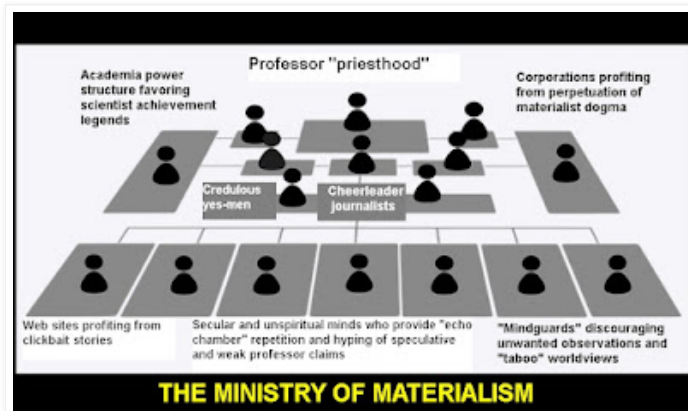 Professor "priesthood"
Academia power
structure favoring
scientist achievement
legends
Corporations profiting
from perpetuation of
materialist dogma
Credulous
yes-men
Cheerleader
journalists
Web sites profiting from
clickbait stories
Secular and unspiritual minds who provide "echo
chamber" repetition and hyping of speculative
and weak professor claims
"Mindguards" discouraging
unwanted observations and
"taboo" worldviews
THE MINISTRY OF MATERIALISM